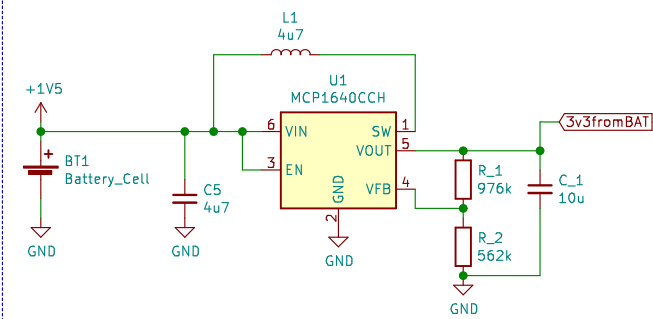 L1
4u7
U1
MCP1640CCH
+1V5
6
VIN
SW
1
3v3fromBAT
VOUT
5
BT1
Battery_Cell
3
EN
R_1
976k
C5
4u7
GND
VFB
4
C_1
10u
2
R_2
562k
GND
GND
GND
GND